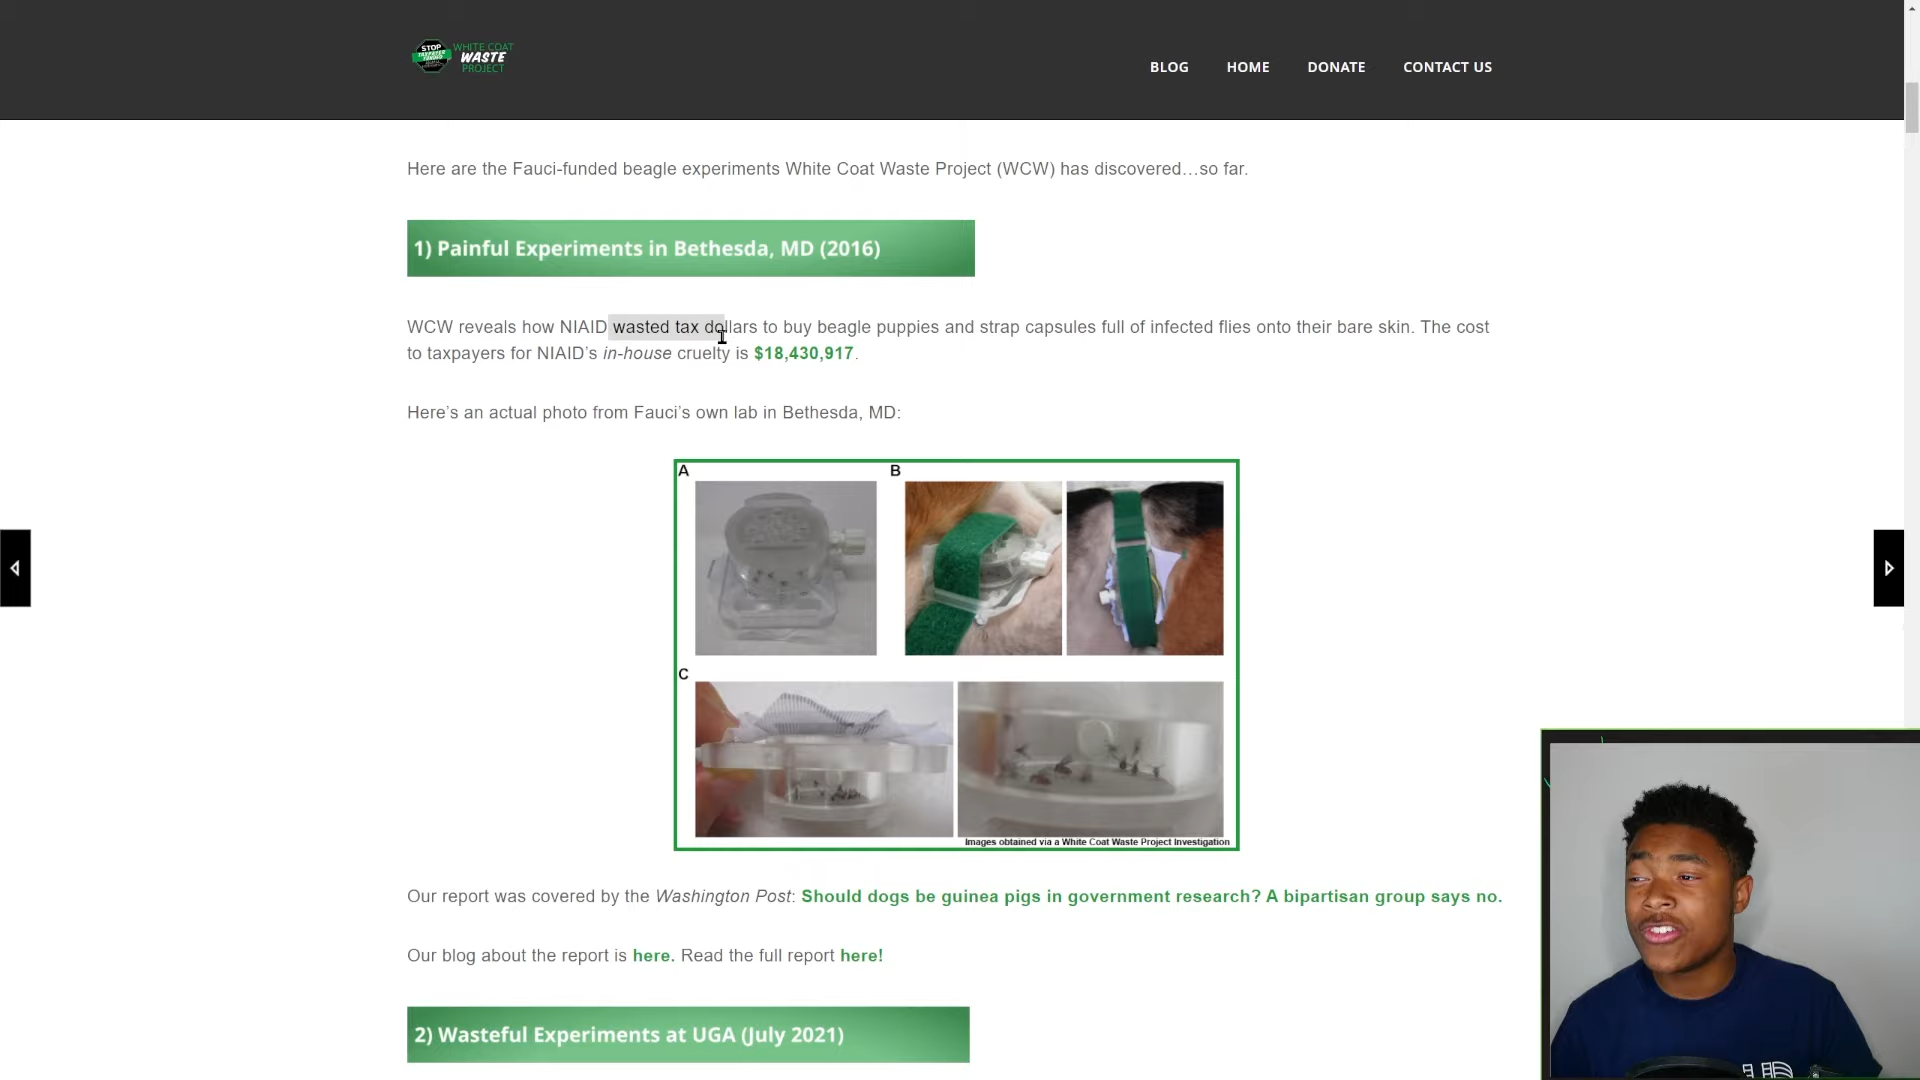 STOP
TAXPAYER
FUNDED
WHITE COAT
WASTE
PROJECT
BLOG
HOME
DONATE
CONTACT US
Here are the Fauci-funded beagle experiments White Coat Waste Project (WCW) has discovered…so far.
1) Painful Experiments in Bethesda, MD (2016)
WCW reveals how NIAID wasted tax dollars to buy beagle puppies and strap capsules full of infected flies onto their bare skin. The cost
to taxpayers for NIAID’s in-house cruelty is $18,430,917.
Here’s an actual photo from Fauci’s own lab in Bethesda, MD:
A
B
C
Images obtained via a White Coat Waste Project Investigation
Our report was covered by the Washington Post: Should dogs be guinea pigs in government research? A bipartisan group says no.
Our blog about the report is here. Read the full report here!
2) Wasteful Experiments at UGA (July 2021)